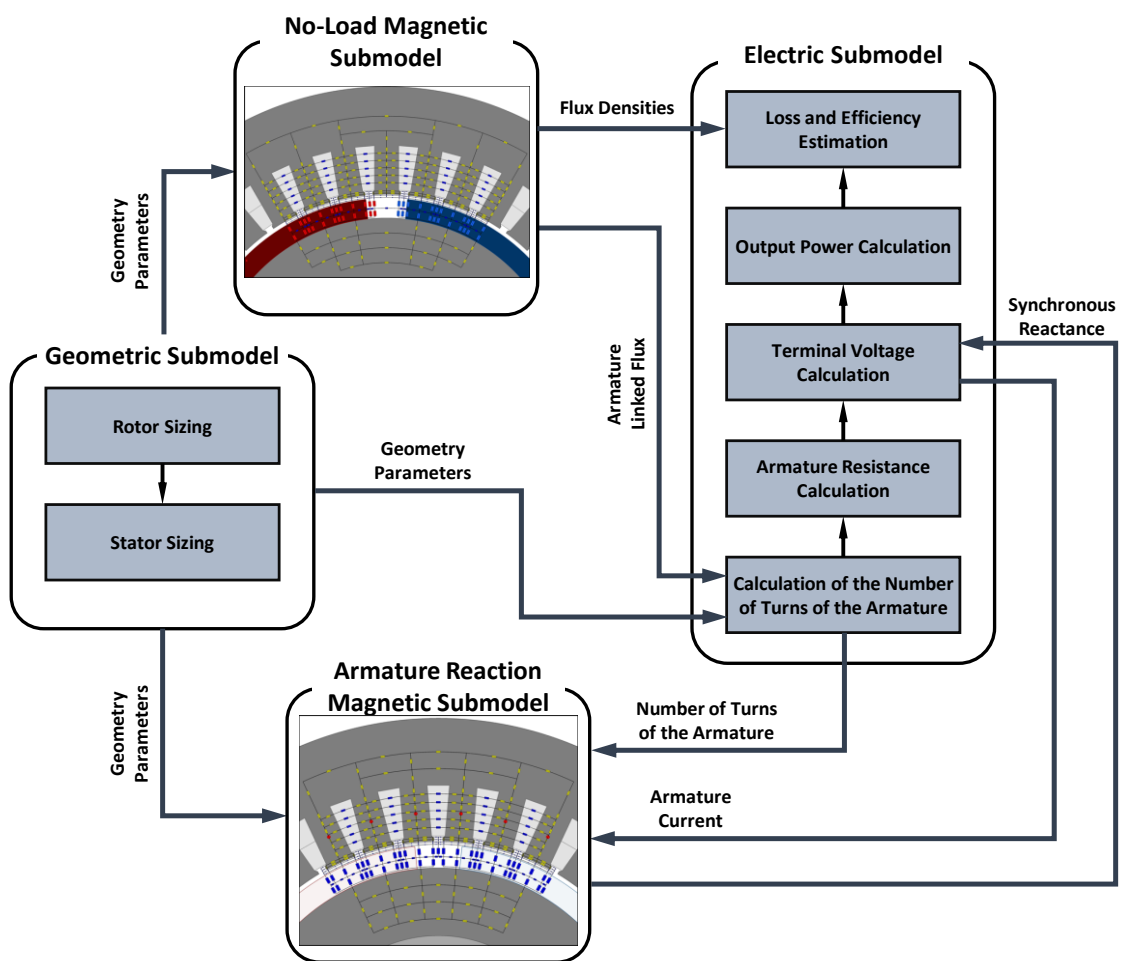 No-Load Magnetic
Submodel
Electric Submodel
Flux Densities
Loss and Efficiency
Estimation
Geometry
Parameters
Output Power Calculation
Synchronous
Reactance
Geometric Submodel
Armature
Linked Flux
Terminal Voltage
Calculation
Rotor Sizing
Geometry
Parameters
Armature Resistance
Calculation
Stator Sizing
Calculation of the Number
of Turns of the Armature
Armature Reaction
Magnetic Submodel
Geometry
Parameters
Number of Turns
of the Armature
Armature
Current